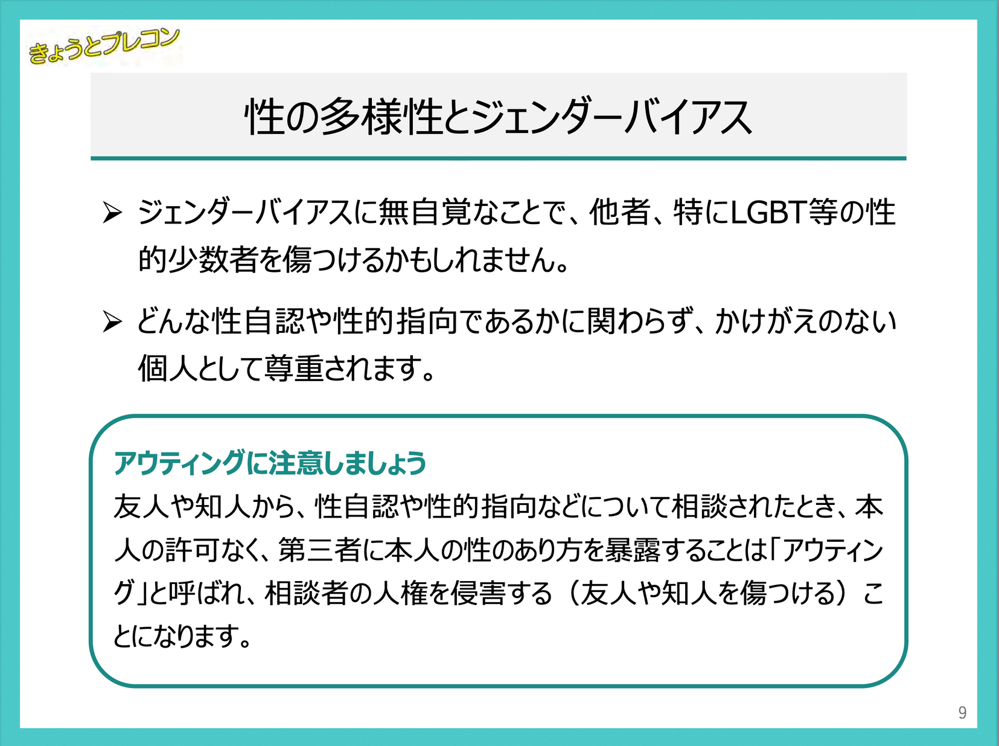 きょうとプレコン
性の多様性とジェンダーバイアス
➢ ジェンダーバイアスに無自覚なことで、他者、特にLGBT等の性
的少数者を傷つけるかもしれません。
➢ どんな性自認や性的指向であるかに関わらず、かけがえのない
個人として尊重されます。
アウティングに注意しましょう
友人や知人から、性自認や性的指向などについて相談されたとき、本
人の許可なく、第三者に本人の性のあり方を暴露することは「アウティン
グ」と呼ばれ、相談者の人権を侵害する（友人や知人を傷つける）こ
とになります。
9